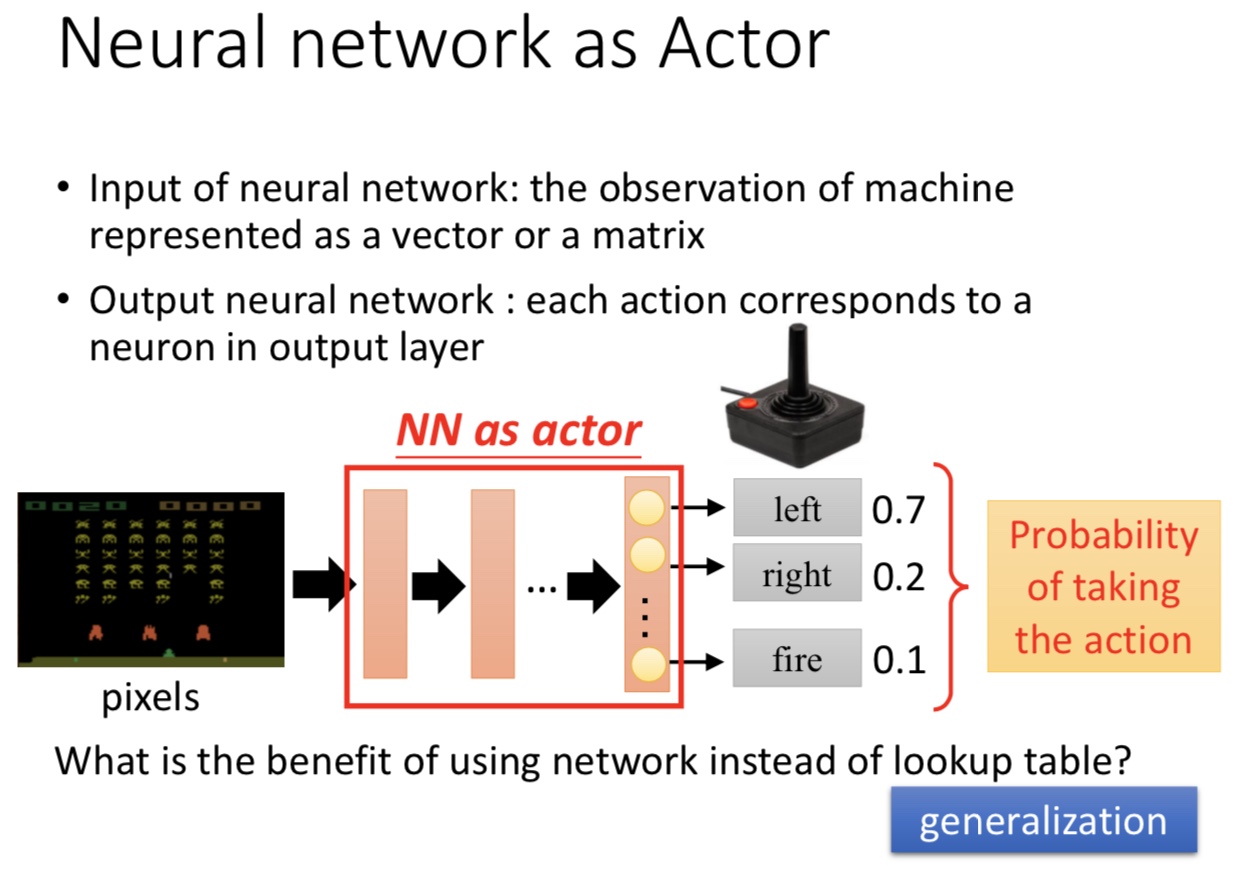 Neural network as Actor
• Input of neural network: the observation of machine
represented as a vector or a matrix
• Output neural network : each action corresponds to a
neuron in output layer
NN as actor
...
left 0.7
right 0.2
fire 0.1
Probability
of taking
the action
pixels
What is the benefit of using network instead of lookup table?
generalization